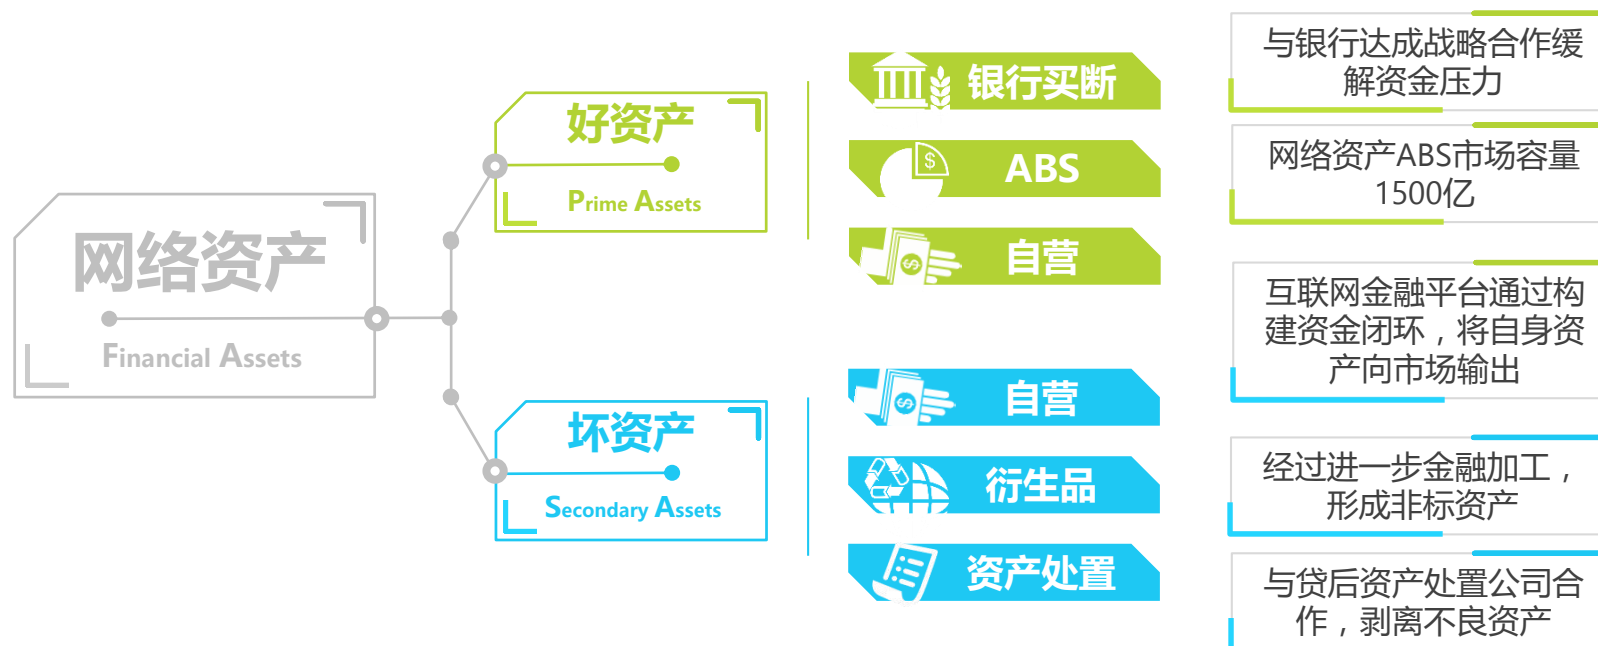 网络资产
Financial Assets
好资产
Prime Assets
银行买断
ABS
自营
与银行达成战略合作缓
解资金压力
网络资产ABS市场容量
1500亿
互联网金融平台通过构
建资金闭环，将自身资
产向市场输出
坏资产
Secondary Assets
自营
衍生品
资产处置
经过进一步金融加工，
形成非标资产
与贷后资产处置公司合
作，剥离不良资产